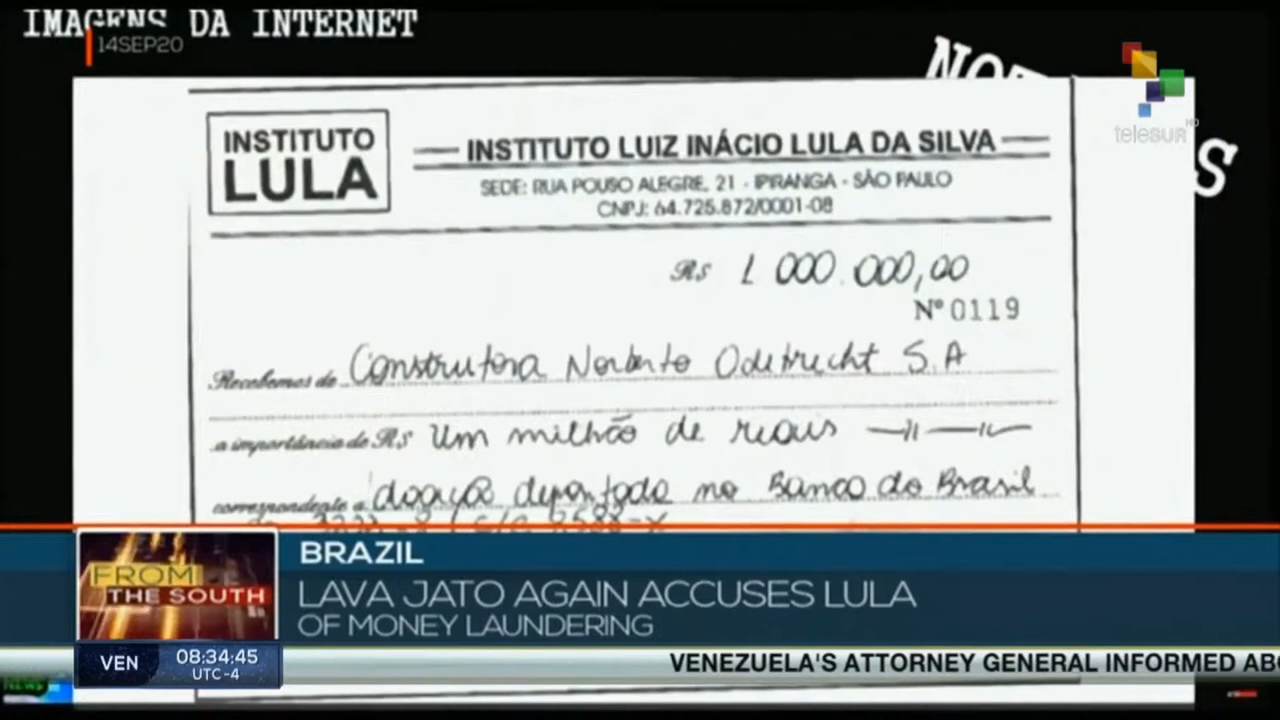 IMAGENS DA INTERNET
14SEP20
teleSUR HD
INSTITUTO
LULA
INSTITUTO LUIZ INÁCIO LULA DA SILVA
SEDE: RUA POUSO ALEGRE, 21 - IPIRANGA - SÃO PAULO
CNPJ: 64.725.872/0001-08
R$ 1.000.000,00
Nº 0119
Recebemos de Construtora Norberto Odebrecht S.A
a importância de R$ Um milhão de reais
correspondente a doação depositada no Banco do Brasil
BRAZIL
LAVA JATO AGAIN ACCUSES LULA
OF MONEY LAUNDERING
FROM
THE SOUTH
VEN 08:34:45
UTC-4
VENEZUELA'S ATTORNEY GENERAL INFORMED